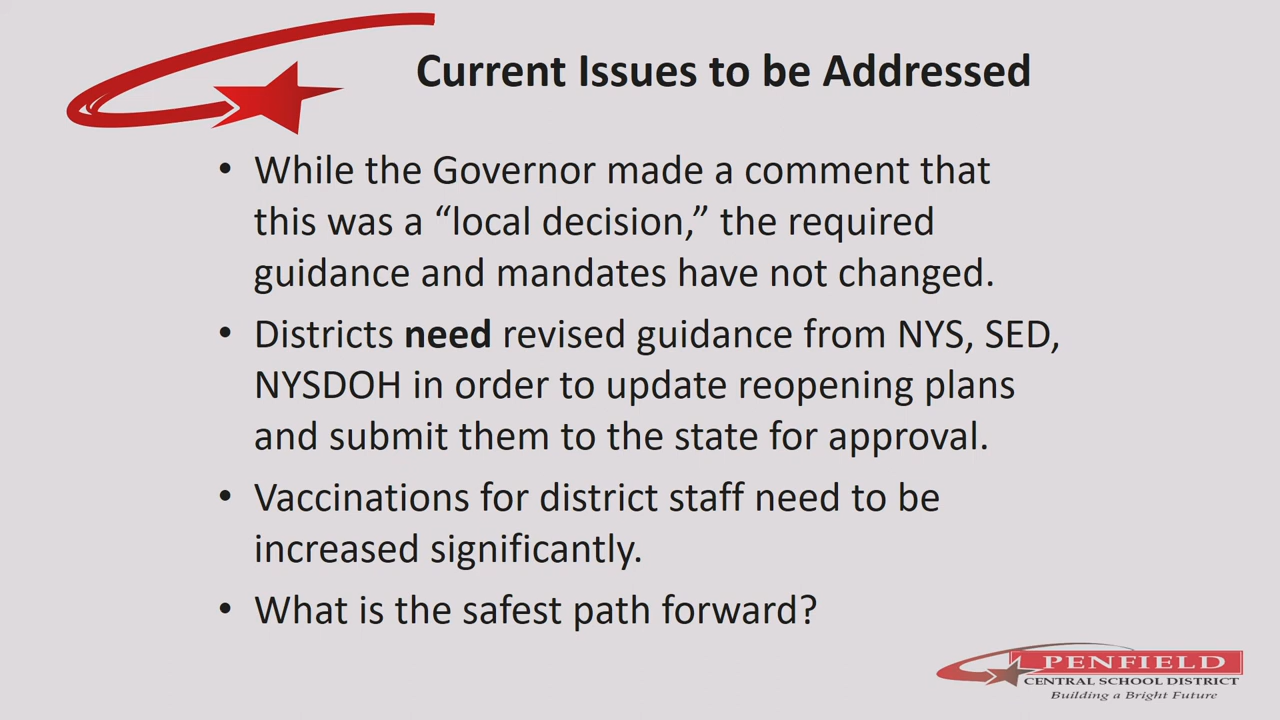 Current Issues to be Addressed
• While the Governor made a comment that
this was a “local decision,” the required
guidance and mandates have not changed.
• Districts need revised guidance from NYS, SED,
NYSDOH in order to update reopening plans
and submit them to the state for approval.
• Vaccinations for district staff need to be
increased significantly.
• What is the safest path forward?
PENFIELD
CENTRAL SCHOOL DISTRICT
Building a Bright Future